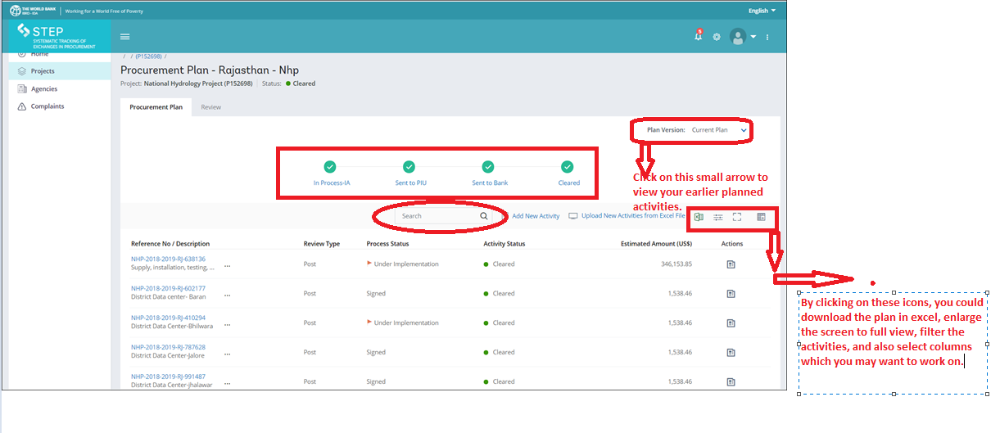 THE WORLD BANK
IBRD · IDA
Working for a World Free of Poverty
English
STEP
SYSTEMATIC TRACKING OF
EXCHANGES IN PROCUREMENT
5
Home
Projects
Agencies
Complaints
/ / (P152698) /
Procurement Plan - Rajasthan - Nhp
Project: National Hydrology Project (P152698) Status: Cleared
Procurement Plan Review
Plan Version: Current Plan
In Process-IA Sent to PIU Sent to Bank Cleared
Click on this small arrow to
view your earlier planned
activities.
Search Add New Activity Upload New Activities from Excel File
Reference No / Description Review Type Process Status Activity Status Estimated Amount (US$) Actions
NHP-2018-2019-RJ-638136
Supply, installation, testing, ... ... Post Under Implementation Cleared 346,153.85
NHP-2018-2019-RJ-602177
District Data center- Baran ... Post Signed Cleared 1,538.46
NHP-2018-2019-RJ-410294
District Data Center-Bhilwara ... Post Under Implementation Cleared 1,538.46
NHP-2018-2019-RJ-787628
District Data Center-Jalore ... Post Signed Cleared 1,538.46
NHP-2018-2019-RJ-991487
District Data Center-jhalawar ... Post Signed Cleared 1,538.46
By clicking on these icons, you could
download the plan in excel, enlarge
the screen to full view, filter the
activities, and also select columns
which you may want to work on.